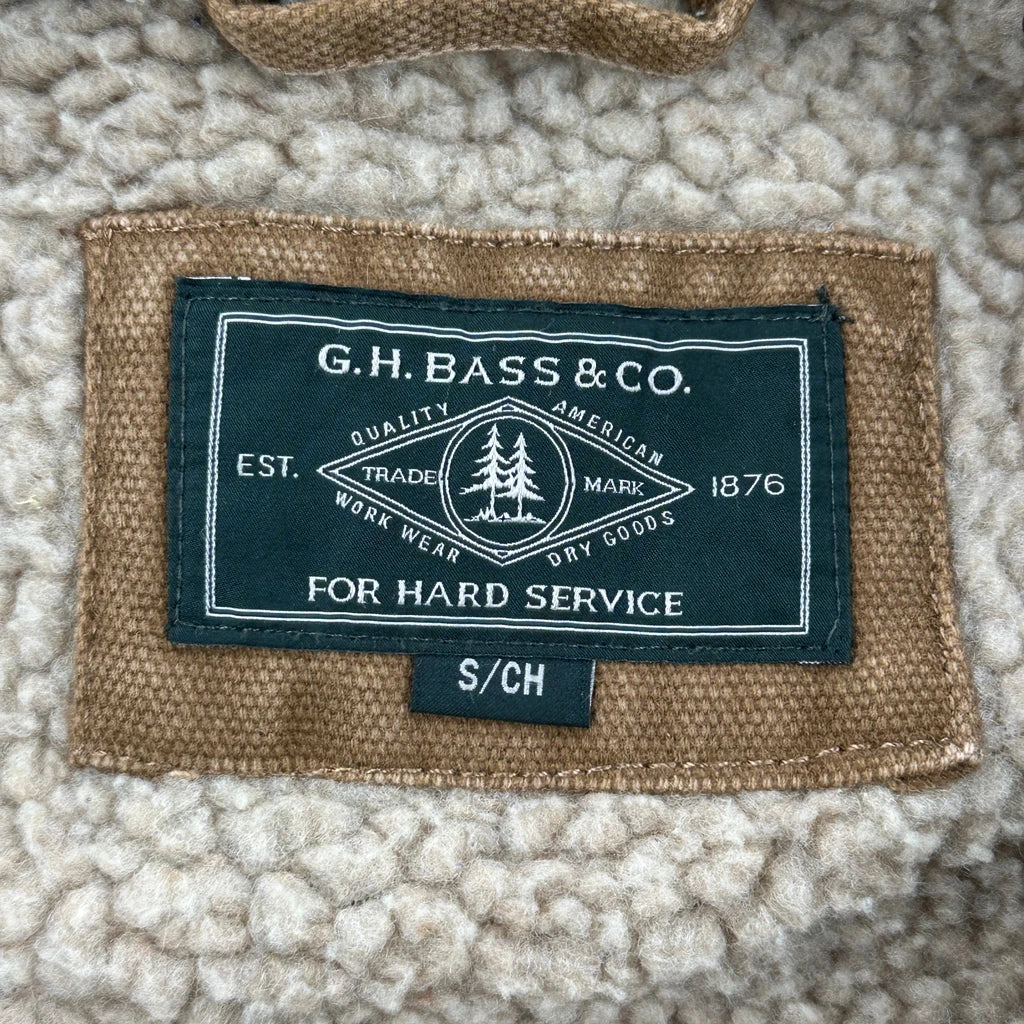 G.H. BASS & CO.
QUALITY AMERICAN
EST. TRADE MARK 1876
WORK WEAR DRY GOODS
FOR HARD SERVICE
S/CH